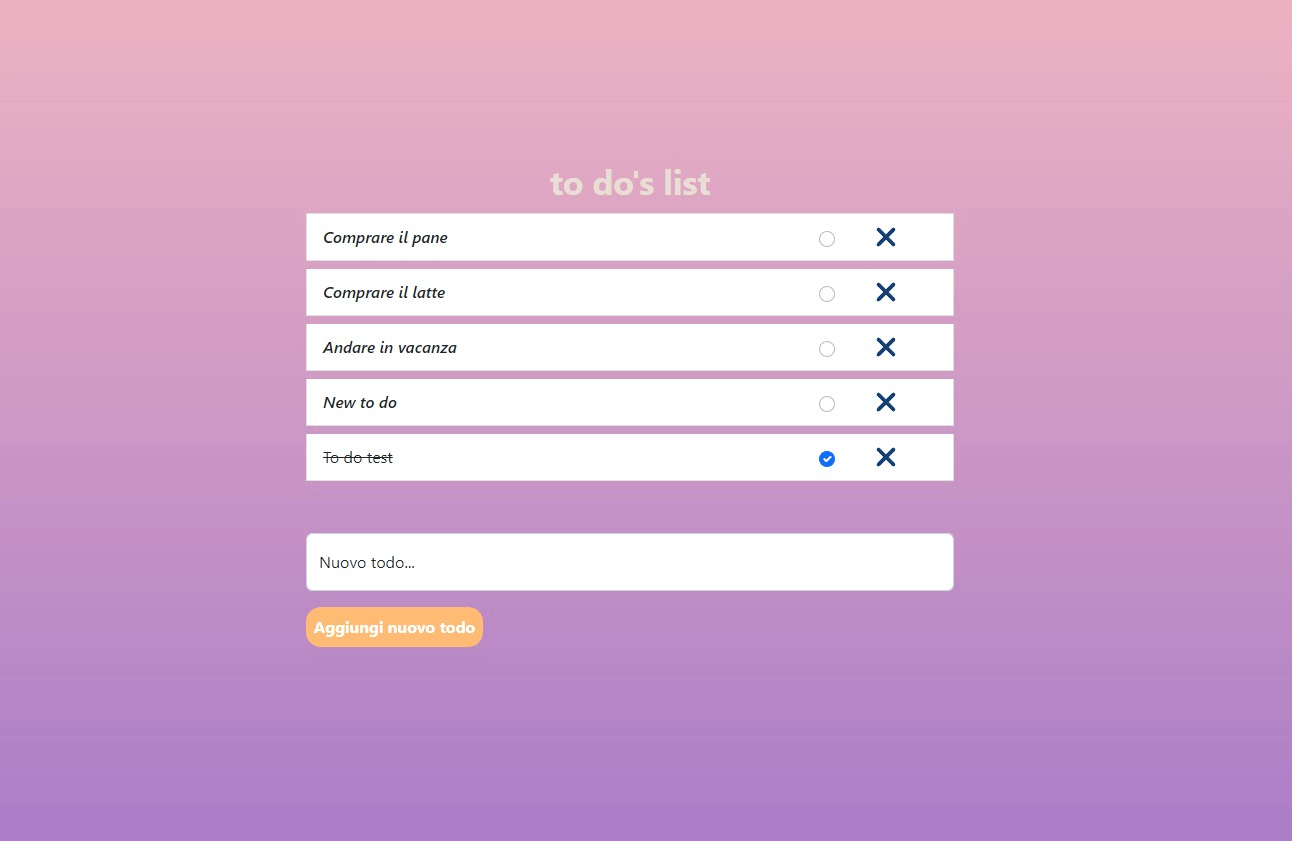 to do's list
Comprare il pane
Comprare il latte
Andare in vacanza
New to do
To do test
Nuovo todo...
Aggiungi nuovo todo